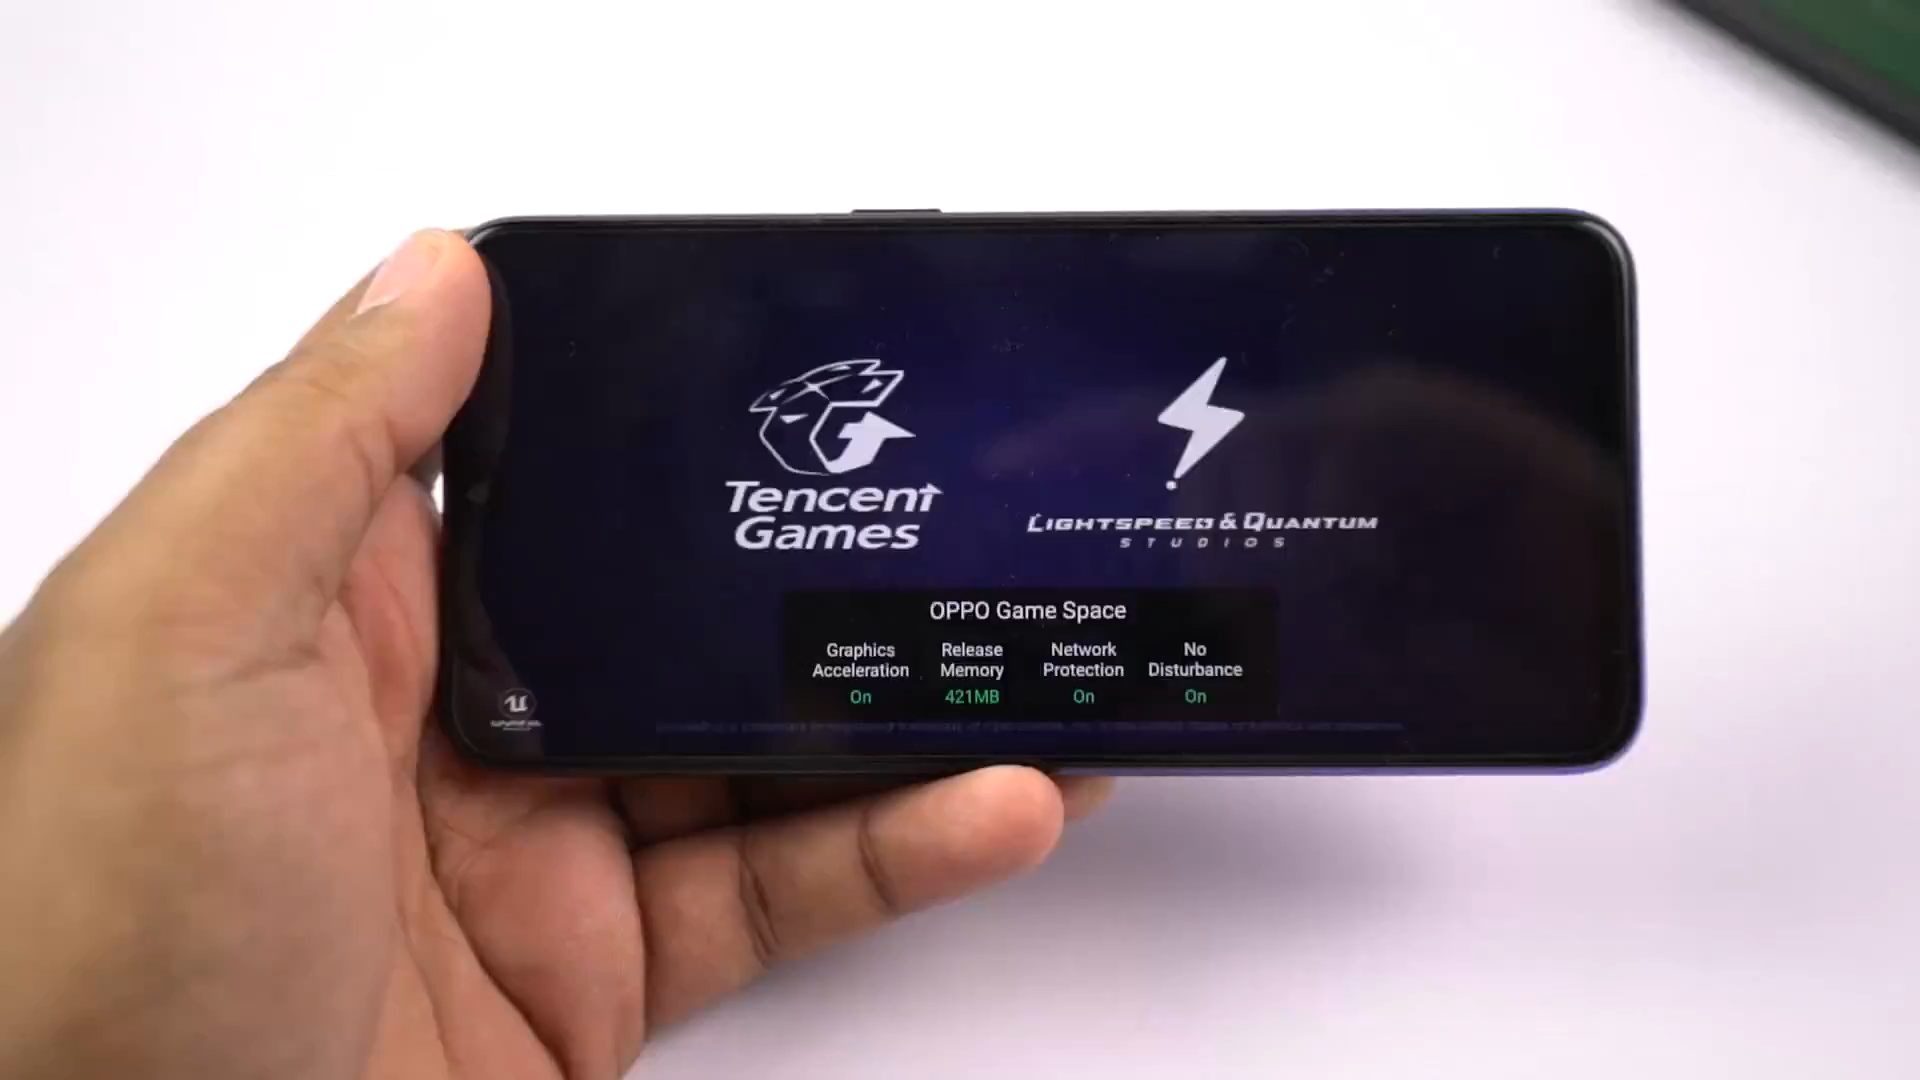 Tencent
Games
LIGHTSPEED & QUANTUM
STUDIOS
OPPO Game Space
Graphics Acceleration
Release Memory
Network Protection
No Disturbance
On
421MB
On
On